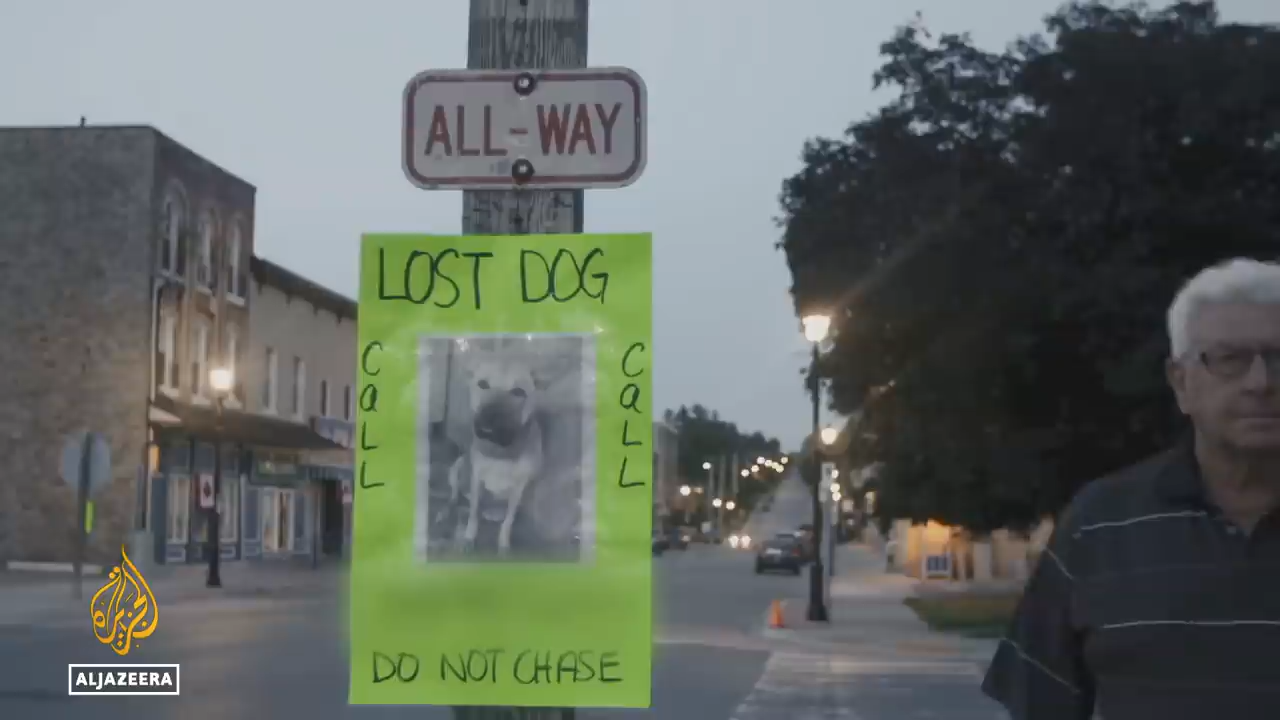 ALL-WAY
LOST DOG
CaLL
CaLL
DO NOT CHASE
الجزيرة
ALJAZEERA